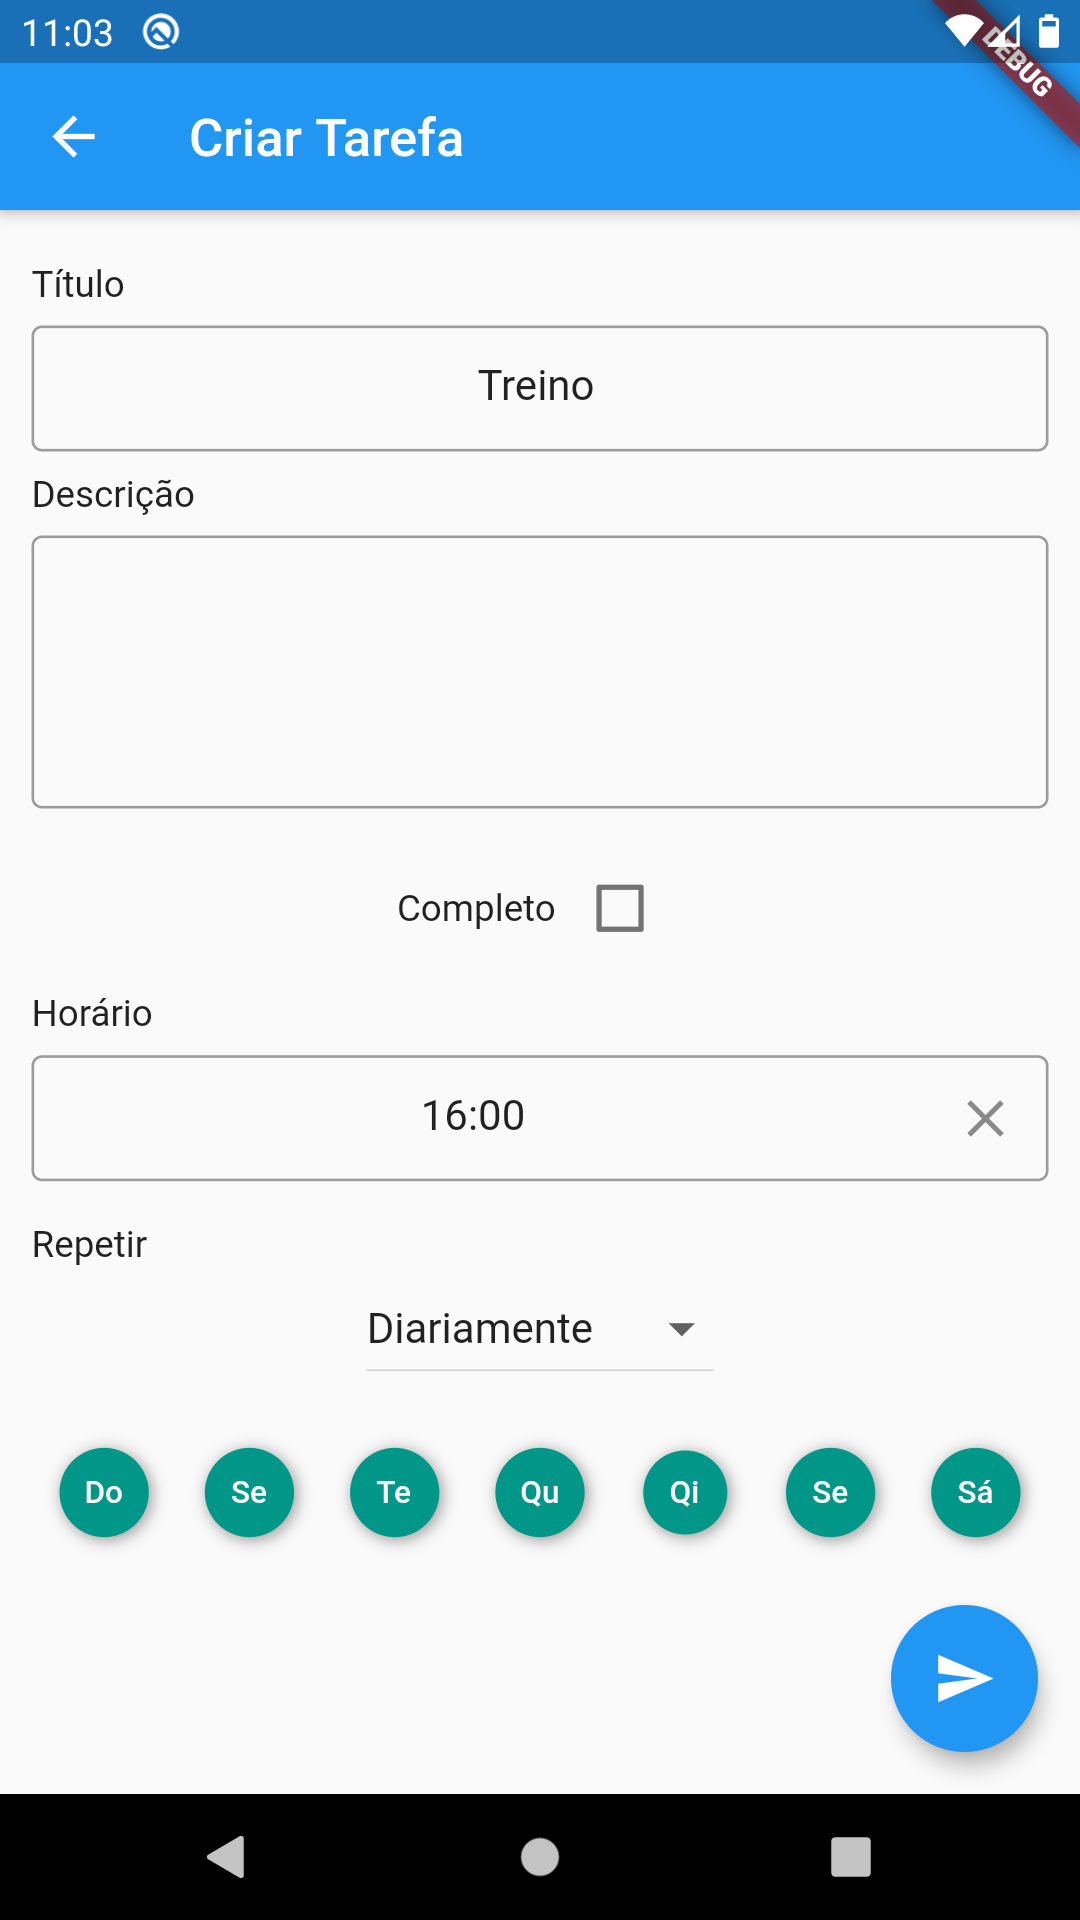 11:03
DEBUG
Criar Tarefa
Título
Treino
Descrição
Completo
Horário
16:00
Repetir
Diariamente
Do Se Te Qu Qi Se Sá